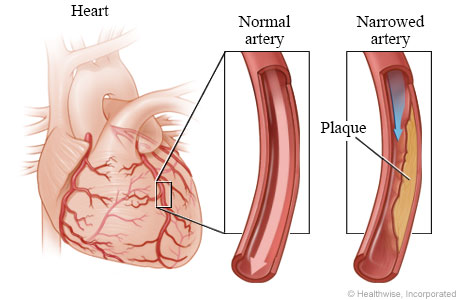 Heart
Normal
artery
Narrowed
artery
Plaque
© Healthwise, Incorporated